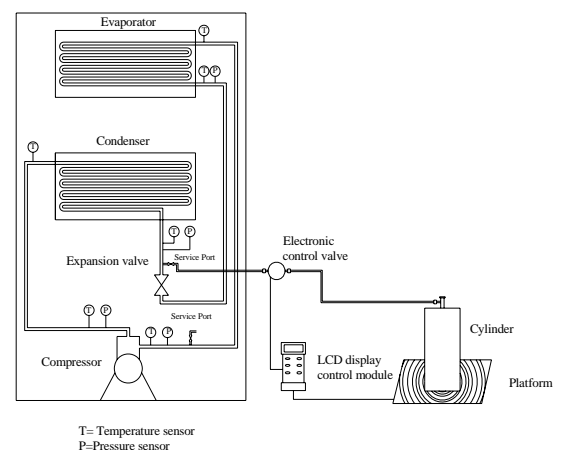 Evaporator
T
T P
Condenser
T
T P
Electronic
control valve
Expansion valve
Service Port
Service Port
T P
T P
Cylinder
LCD display
control module
Compressor
Platform
T= Temperature sensor
P=Pressure sensor